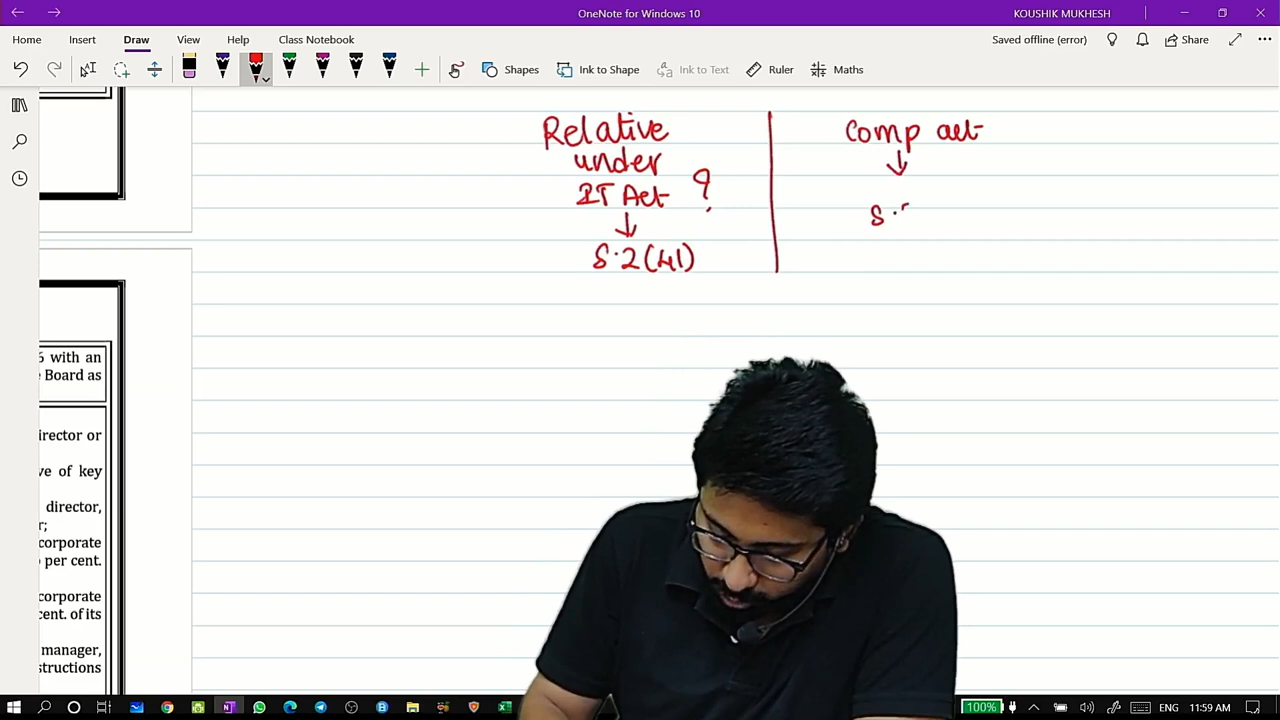 OneNote for Windows 10
KOUSHIK MUKHESH
Home Insert Draw View Help Class Notebook
Saved offline (error) Share
Shapes Ink to Shape Ink to Text Ruler Maths
Relative
under
IT Act ?
↓
S.2(41)
Comp act
↓
S.
6 with an
Board as
irector or
ve of key
director,
r;
corporate
per cent.
corporate
cent. of its
manager,
structions
100% ENG 11:59 AM